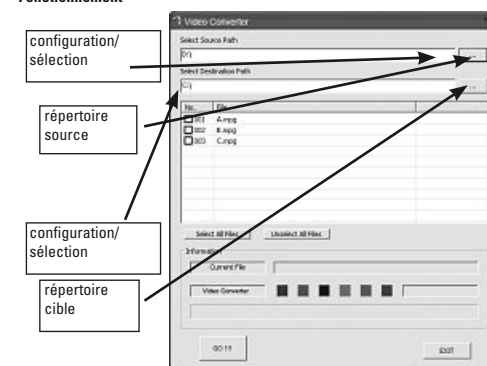 Fonctionnement
Video Converter
Select Source Path
D:\
...
Select Destination Path
C:\
...
No. File
001 A.mpg
002 B.mpg
003 C.mpg
Select All Files Unselect All Files
Information
Current File
Video Converter
GO !!! EXIT
configuration/
sélection
répertoire
source
configuration/
sélection
répertoire
cible